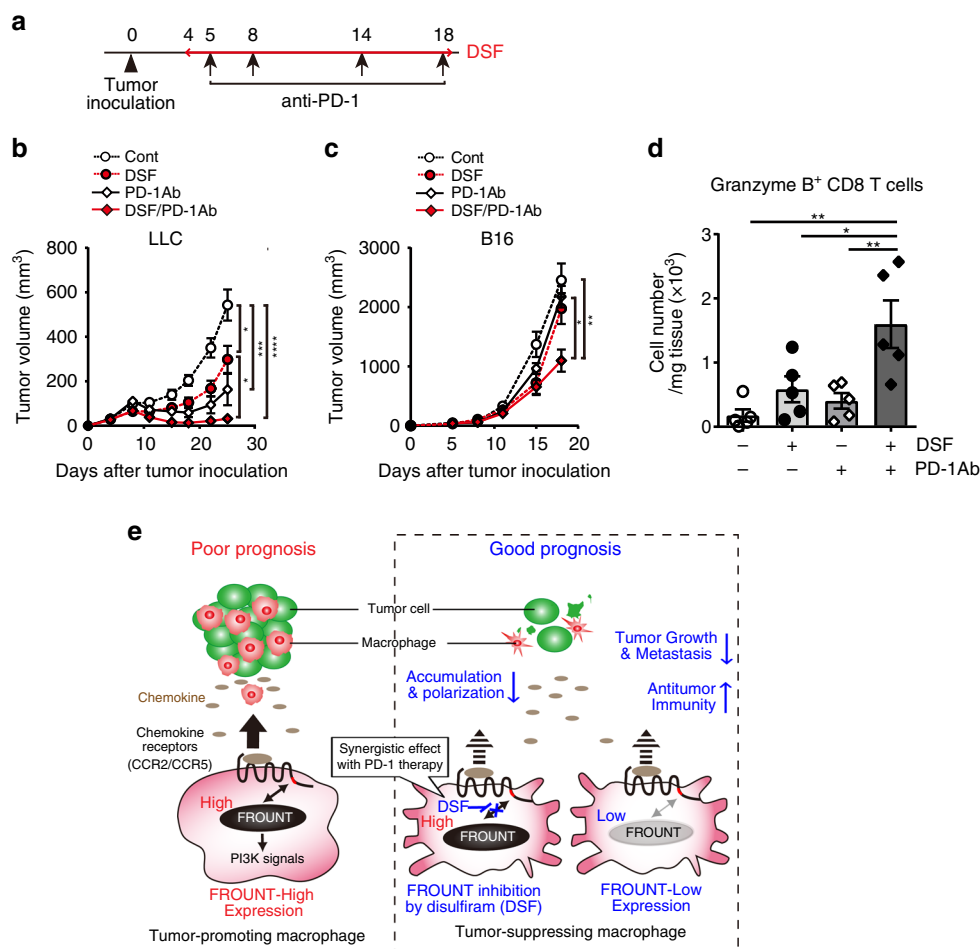 a
0 4 5 8 14 18 DSF
Tumor
inoculation
anti-PD-1
b
Cont
DSF
PD-1Ab
DSF/PD-1Ab
LLC
Tumor volume (mm³)
800
600
400
200
0
0 5 10 15 20 25 30
Days after tumor inoculation
*
*
***
****
c
Cont
DSF
PD-1Ab
DSF/PD-1Ab
B16
Tumor volume (mm³)
3000
2000
1000
0
0 5 10 15 20
Days after tumor inoculation
*
**
d
Granzyme B⁺ CD8 T cells
**
*
**
Cell number
/mg tissue (×10³)
3
2
1
0
– + – + DSF
– – + + PD-1Ab
e
Poor prognosis
Good prognosis
Tumor cell
Macrophage
Tumor Growth
& Metastasis
Accumulation
& polarization
Antitumor
Immunity
Chemokine
Chemokine
receptors
(CCR2/CCR5)
Synergistic effect
with PD-1 therapy
High
FROUNT
PI3K signals
DSF
High
FROUNT
Low
FROUNT
FROUNT-High
Expression
FROUNT inhibition
by disulfiram (DSF)
FROUNT-Low
Expression
Tumor-promoting macrophage
Tumor-suppressing macrophage